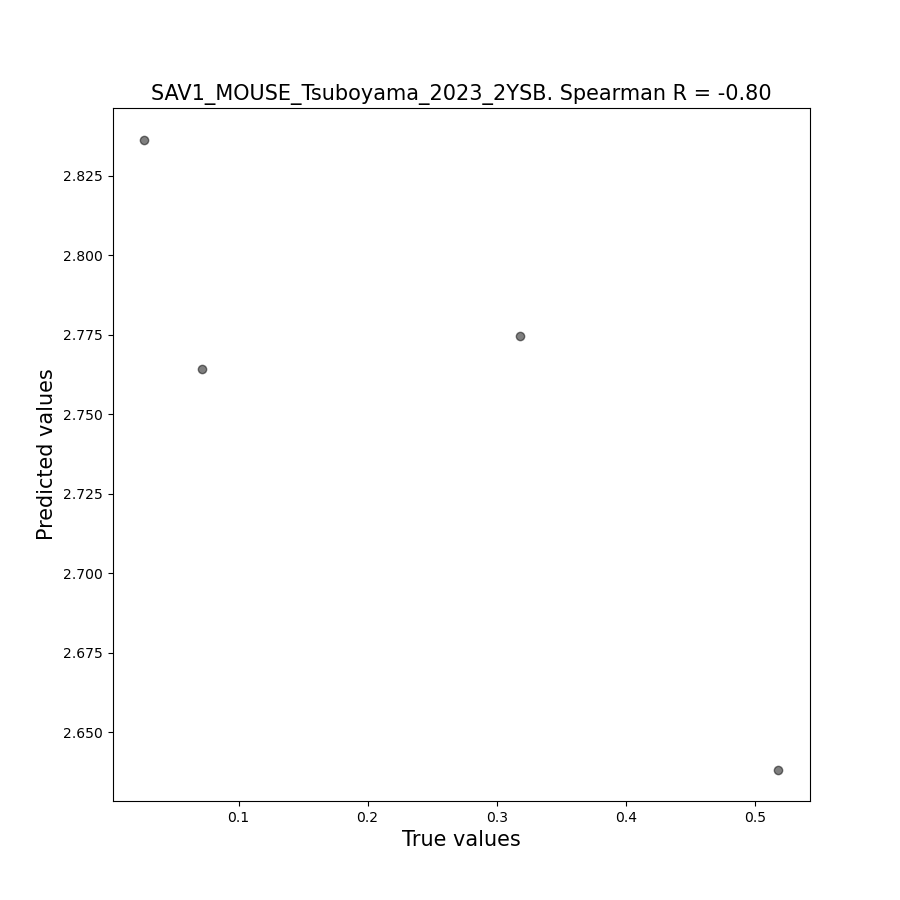 SAV1_MOUSE_Tsuboyama_2023_2YSB. Spearman R = -0.80
2.825
2.800
2.775
2.750
2.725
2.700
2.675
2.650
Predicted values
0.1 0.2 0.3 0.4 0.5
True values